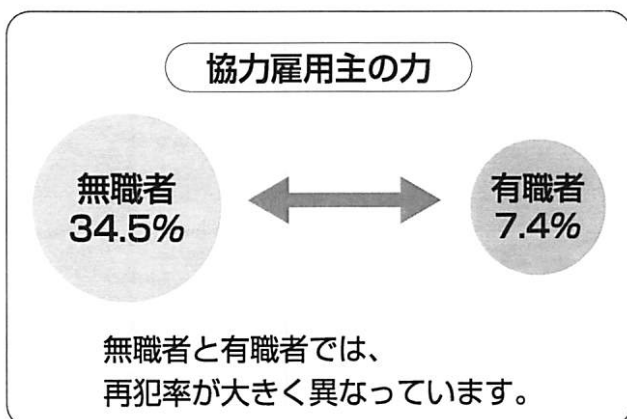 協力雇用主の力
無職者
34.5%
有職者
7.4%
無職者と有職者では、
再犯率が大きく異なっています。